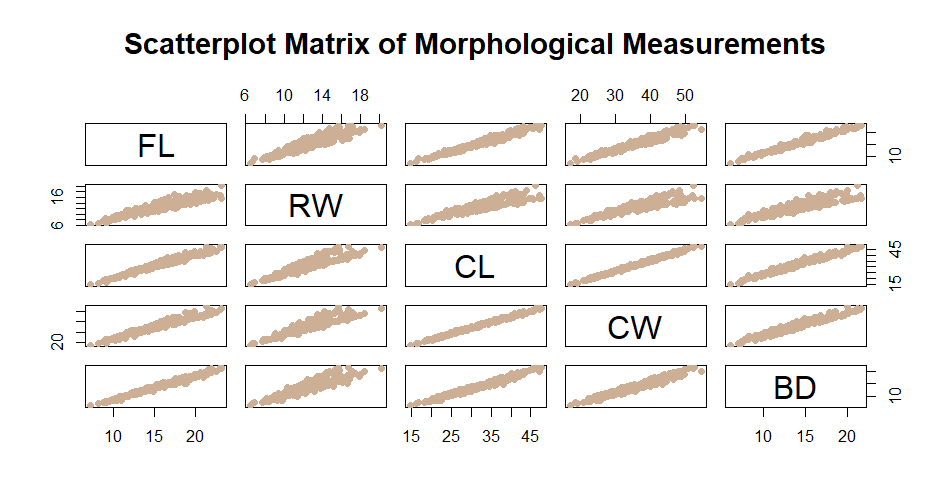 Scatterplot Matrix of Morphological Measurements
6 10 14 18 20 30 40 50
FL 10
6 16 RW
CL 15 45
20 CW
BD 10
10 15 20 15 25 35 45 10 15 20